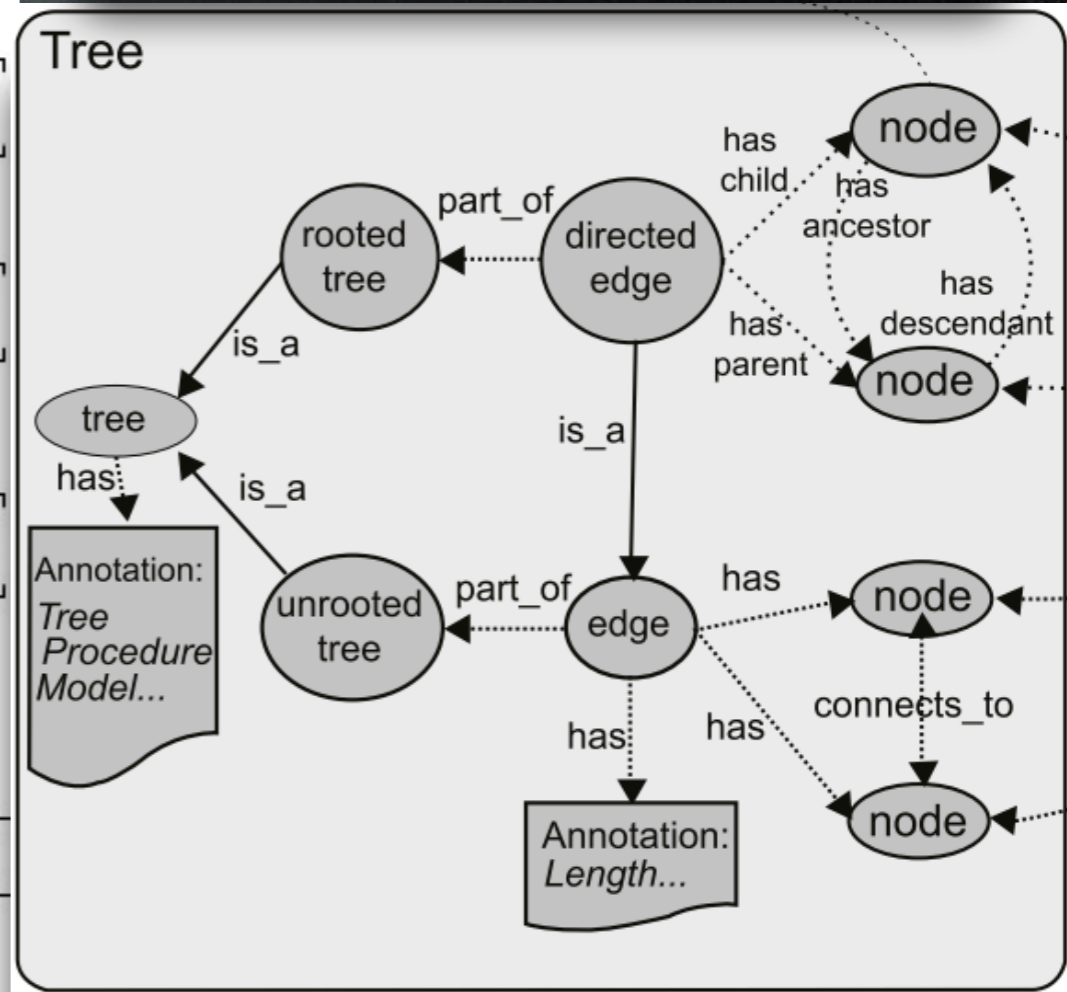 Tree
node
has
child
has
ancestor
part_of
rooted
tree
directed
edge
has
descendant
has
parent
node
is_a
tree
is_a
has
is_a
Annotation:
Tree
Procedure
Model...
unrooted
tree
part_of
edge
has
node
connects_to
has
has
node
Annotation:
Length...